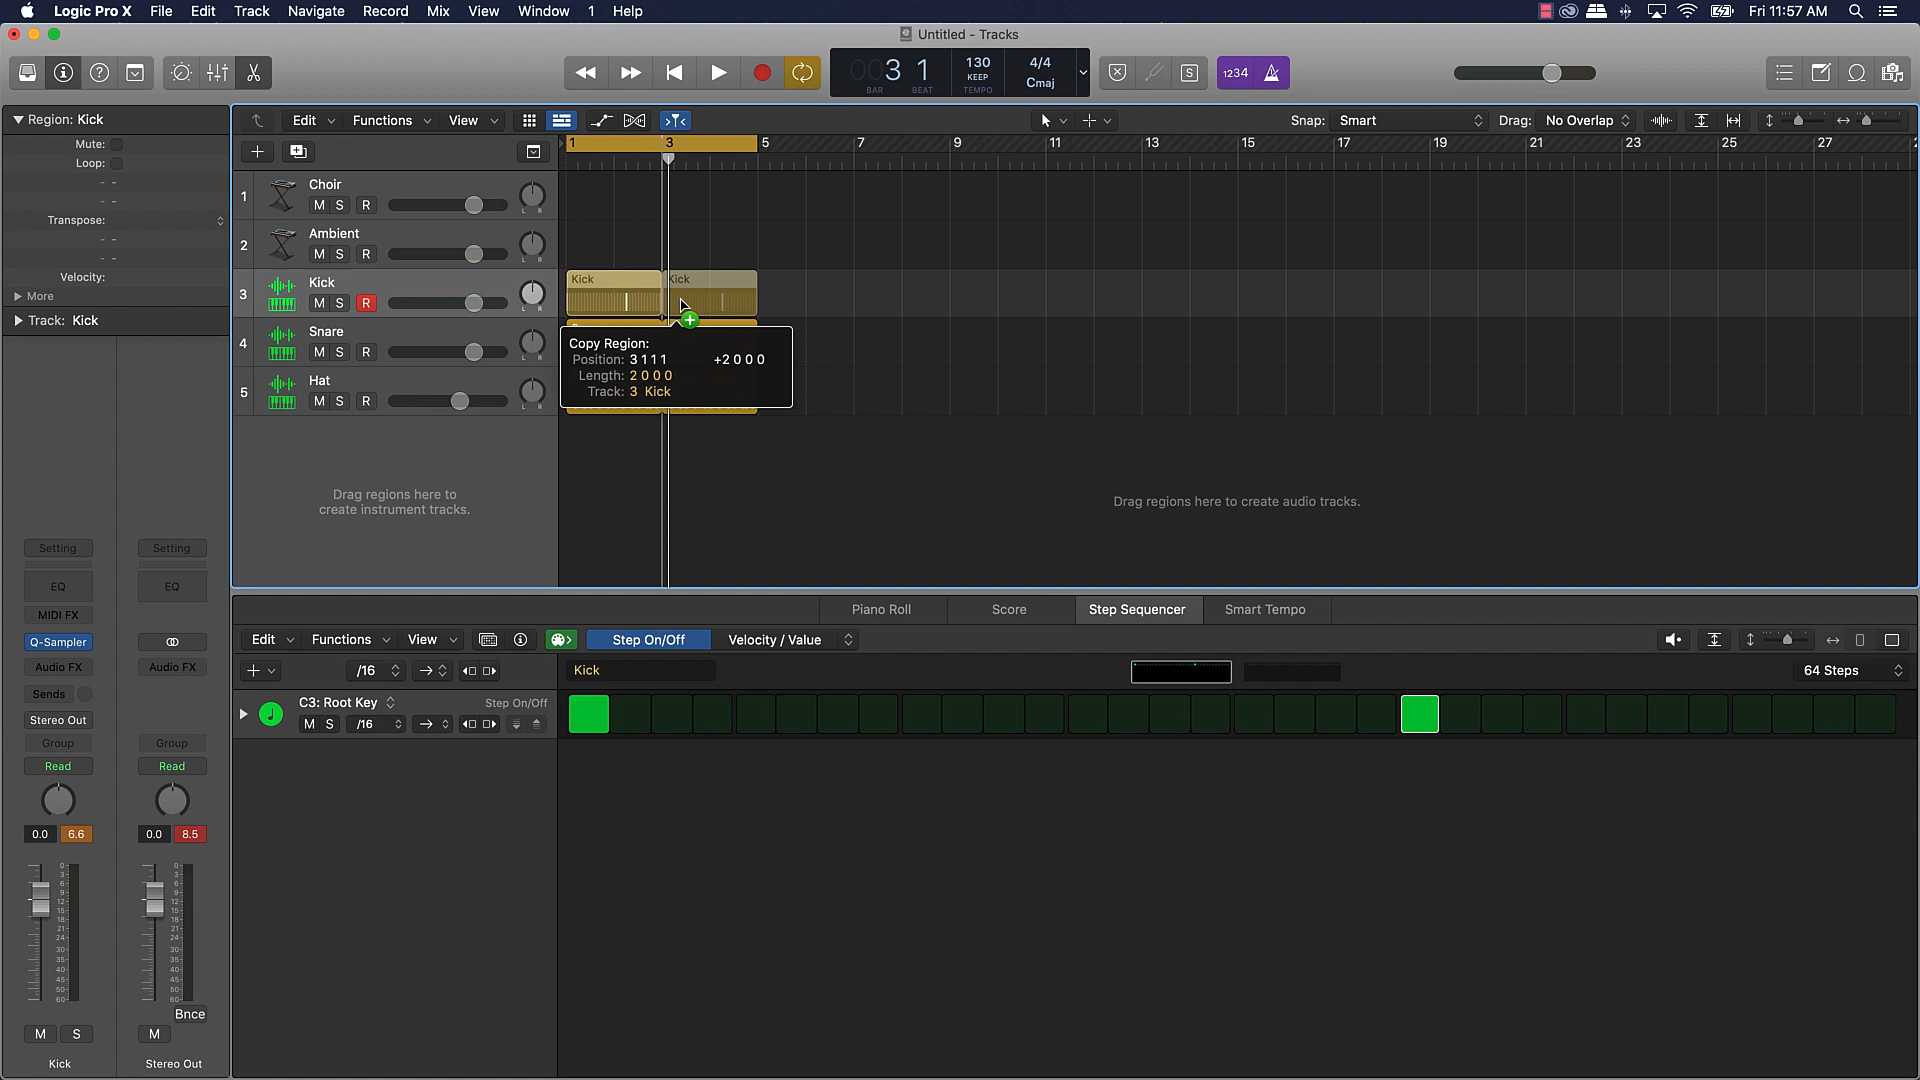 Logic Pro X File Edit Track Navigate Record Mix View Window 1 Help Fri 11:57 AM
Untitled - Tracks
3 1 130 4/4
KEEP Cmaj
BAR BEAT TEMPO
S 1234
Region: Kick
Mute:
Loop:
Transpose:
Velocity:
More
Track: Kick
Edit Functions View Snap: Smart Drag: No Overlap
1 3 5 7 9 11 13 15 17 19 21 23 25 27
1 Choir
M S R L R
2 Ambient
M S R L R
3 Kick
M S R L R
4 Snare
M S R L R
5 Hat
M S R L R
Kick Kick
Copy Region:
Position: 3 1 1 1 +2 0 0 0
Length: 2 0 0 0
Track: 3 Kick
Drag regions here to
create instrument tracks.
Drag regions here to create audio tracks.
Setting Setting
EQ EQ
MIDI FX
Q-Sampler
Audio FX Audio FX
Sends
Stereo Out
Group Group
Read Read
0.0 6.6 0.0 8.5
Bnce
M S M
Kick Stereo Out
Piano Roll Score Step Sequencer Smart Tempo
Edit Functions View Step On/Off Velocity / Value
/16 Kick 64 Steps
C3: Root Key Step On/Off
M S /16